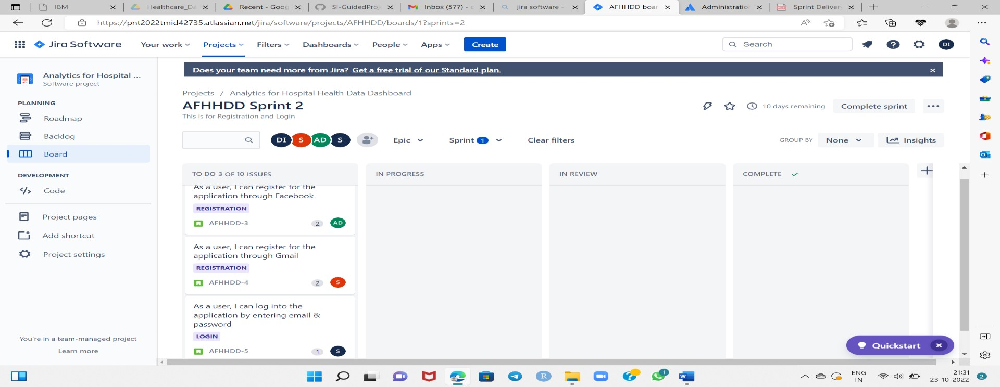 IBM
Healthcare_Da
Recent - Goog
SI-GuidedProj
Inbox (577) - d
jira software -
AFHHDD boar
Administration
Sprint Delivery
https://pnt2022tmid42735.atlassian.net/jira/software/projects/AFHHDD/boards/1?sprints=2
Jira Software
Your work
Projects
Filters
Dashboards
People
Apps
Create
Search
DI
Does your team need more from Jira? Get a free trial of our Standard plan.
Analytics for Hospital ...
Software project
PLANNING
Roadmap
Backlog
Board
DEVELOPMENT
Code
Project pages
Add shortcut
Project settings
You're in a team-managed project
Learn more
Projects / Analytics for Hospital Health Data Dashboard
AFHHDD Sprint 2
This is for Registration and Login
10 days remaining
Complete sprint
DI S AD S
Epic
Sprint 1
Clear filters
GROUP BY
None
Insights
TO DO 3 OF 10 ISSUES
As a user, I can register for the
application through Facebook
REGISTRATION
AFHHDD-3
2
AD
As a user, I can register for the
application through Gmail
REGISTRATION
AFHHDD-4
2
S
As a user, I can log into the
application by entering email &
password
LOGIN
AFHHDD-5
1
S
IN PROGRESS
IN REVIEW
COMPLETE
Quickstart
R
1
W
ENG
IN
21:31
23-10-2022
2